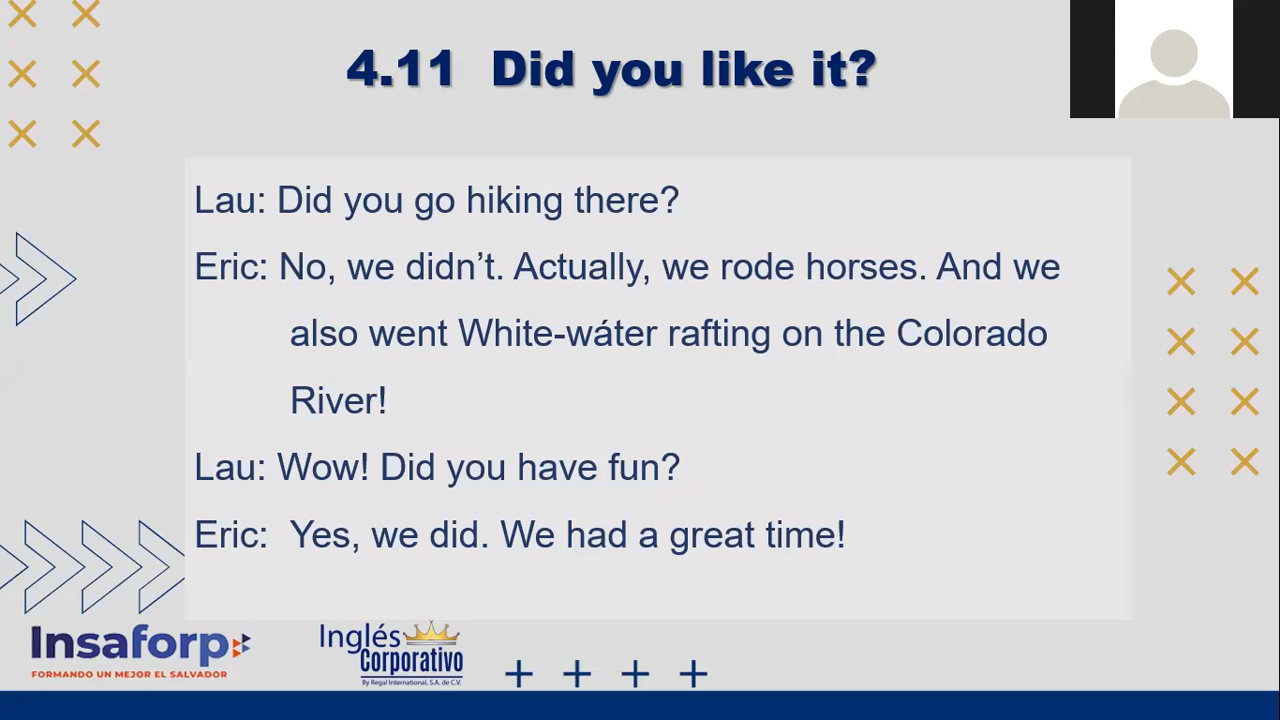 4.11 Did you like it?
Lau: Did you go hiking there?
Eric: No, we didn’t. Actually, we rode horses. And we
also went White-wáter rafting on the Colorado
River!
Lau: Wow! Did you have fun?
Eric: Yes, we did. We had a great time!
Insaforp
FORMANDO UN MEJOR EL SALVADOR
Inglés
Corporativo
By Regal International, S.A. de C.V.